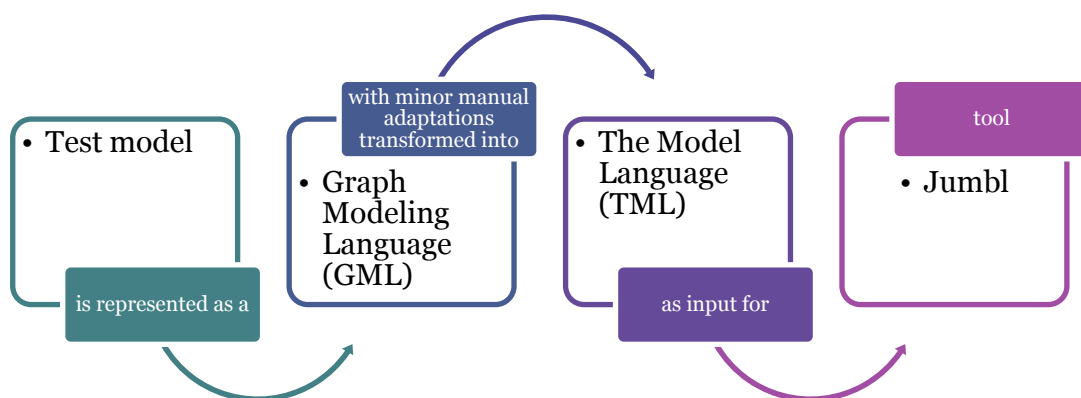 • Test model
is represented as a
with minor manual
adaptations
transformed into
• Graph
Modeling
Language
(GML)
• The Model
Language
(TML)
as input for
tool
• Jumbl